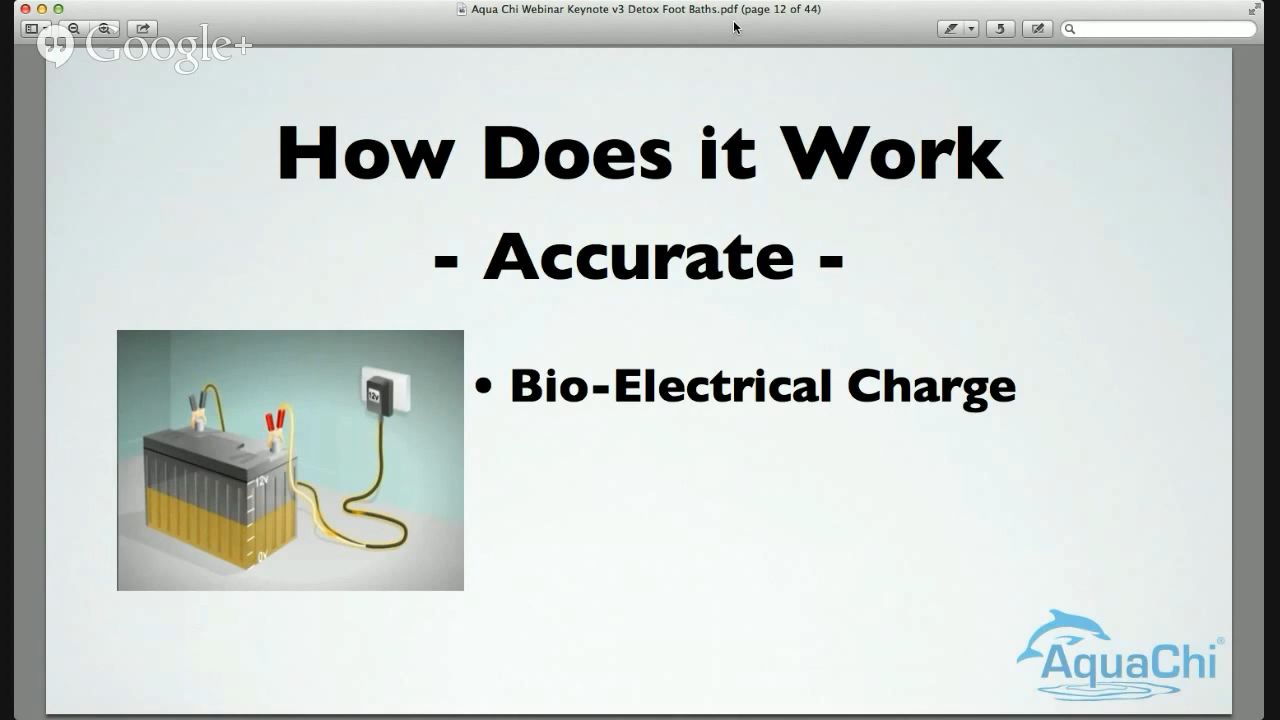 Aqua Chi Webinar Keynote v3 Detox Foot Baths.pdf (page 12 of 44)
Google+
How Does it Work
- Accurate -
• Bio-Electrical Charge
12v
12v
0v
AquaChi®